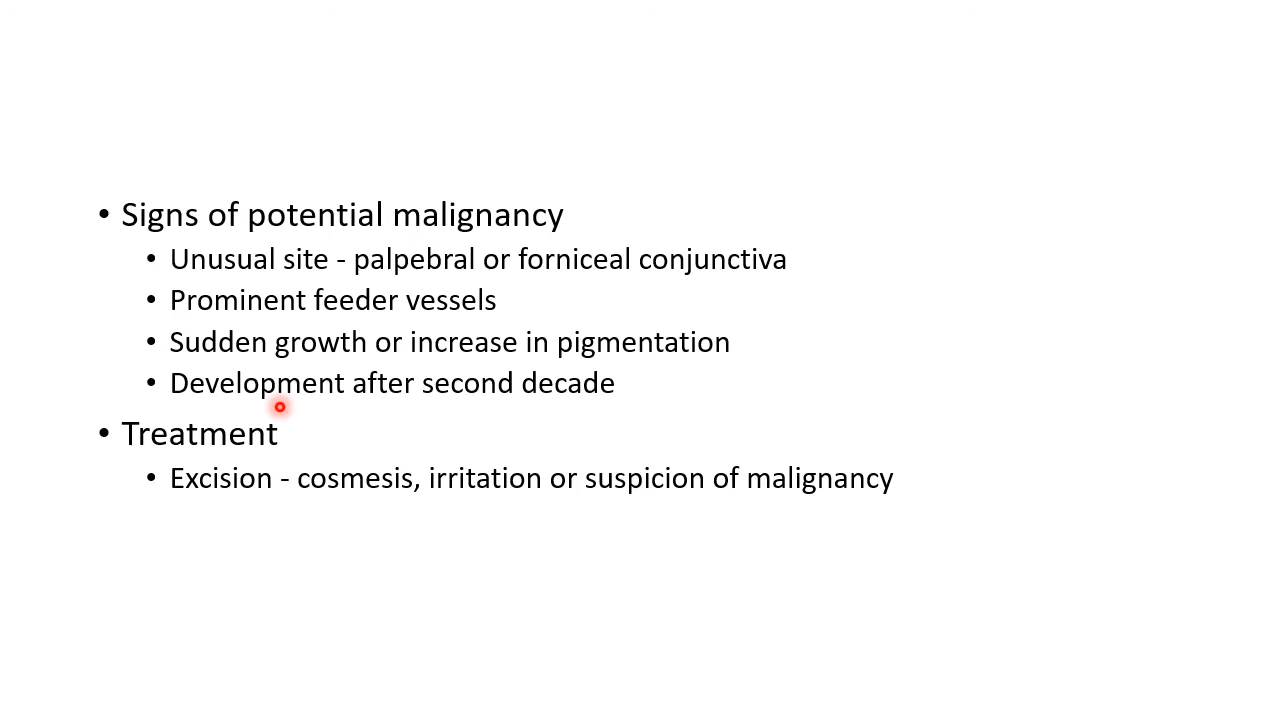 • Signs of potential malignancy
• Unusual site - palpebral or forniceal conjunctiva
• Prominent feeder vessels
• Sudden growth or increase in pigmentation
• Development after second decade
• Treatment
• Excision - cosmesis, irritation or suspicion of malignancy